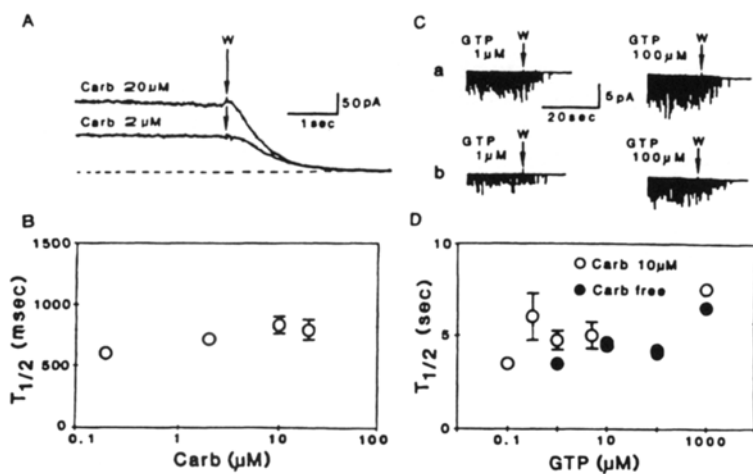 A
W
Carb 20μM
Carb 2μM
50pA
1sec
B
T1/2 (msec)
1500
1000
500
0
0.1
1
10
100
Carb (μM)
C
GTP
1μM
W
GTP
100μM
W
a
5pA
20sec
GTP
1μM
W
GTP
100μM
W
b
D
T1/2 (sec)
10
5
0
Carb 10μM
Carb free
0.1
1
10
100
1000
GTP (μM)